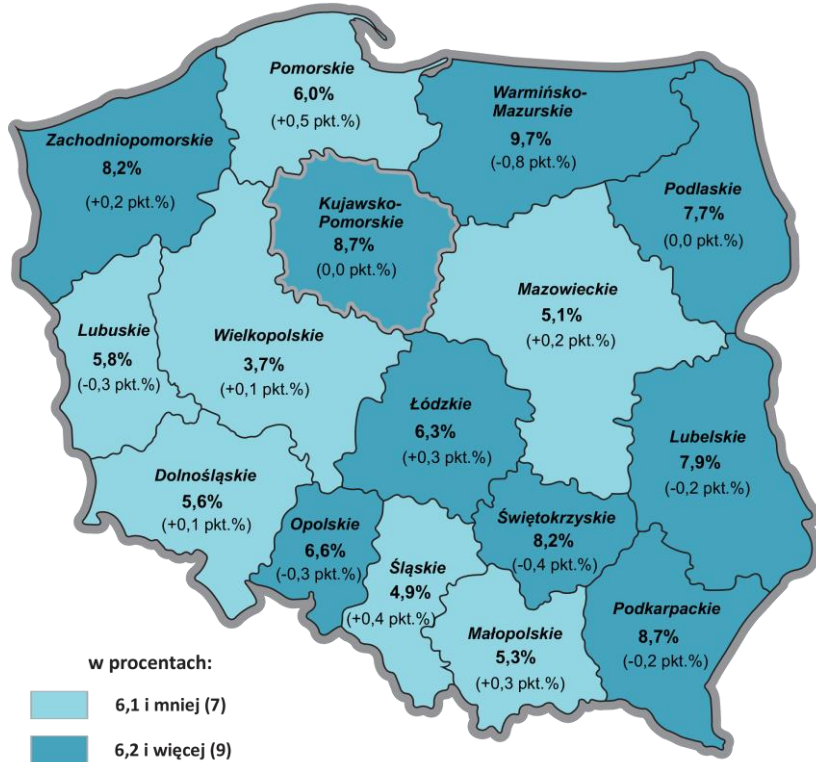 Pomorskie
6,0%
(+0,5 pkt.%)
Warmińsko-
Mazurskie
9,7%
(-0,8 pkt.%)
Zachodniopomorskie
8,2%
(+0,2 pkt.%)
Podlaskie
7,7%
(0,0 pkt.%)
Kujawsko-
Pomorskie
8,7%
(0,0 pkt.%)
Mazowieckie
5,1%
(+0,2 pkt.%)
Lubuskie
5,8%
(-0,3 pkt.%)
Wielkopolskie
3,7%
(+0,1 pkt.%)
Łódzkie
6,3%
(+0,3 pkt.%)
Lubelskie
7,9%
(-0,2 pkt.%)
Dolnośląskie
5,6%
(+0,1 pkt.%)
Opolskie
6,6%
(-0,3 pkt.%)
Świętokrzyskie
8,2%
(-0,4 pkt.%)
Śląskie
4,9%
(+0,4 pkt.%)
Małopolskie
5,3%
(+0,3 pkt.%)
Podkarpackie
8,7%
(-0,2 pkt.%)
w procentach:
6,1 i mniej (7)
6,2 i więcej (9)